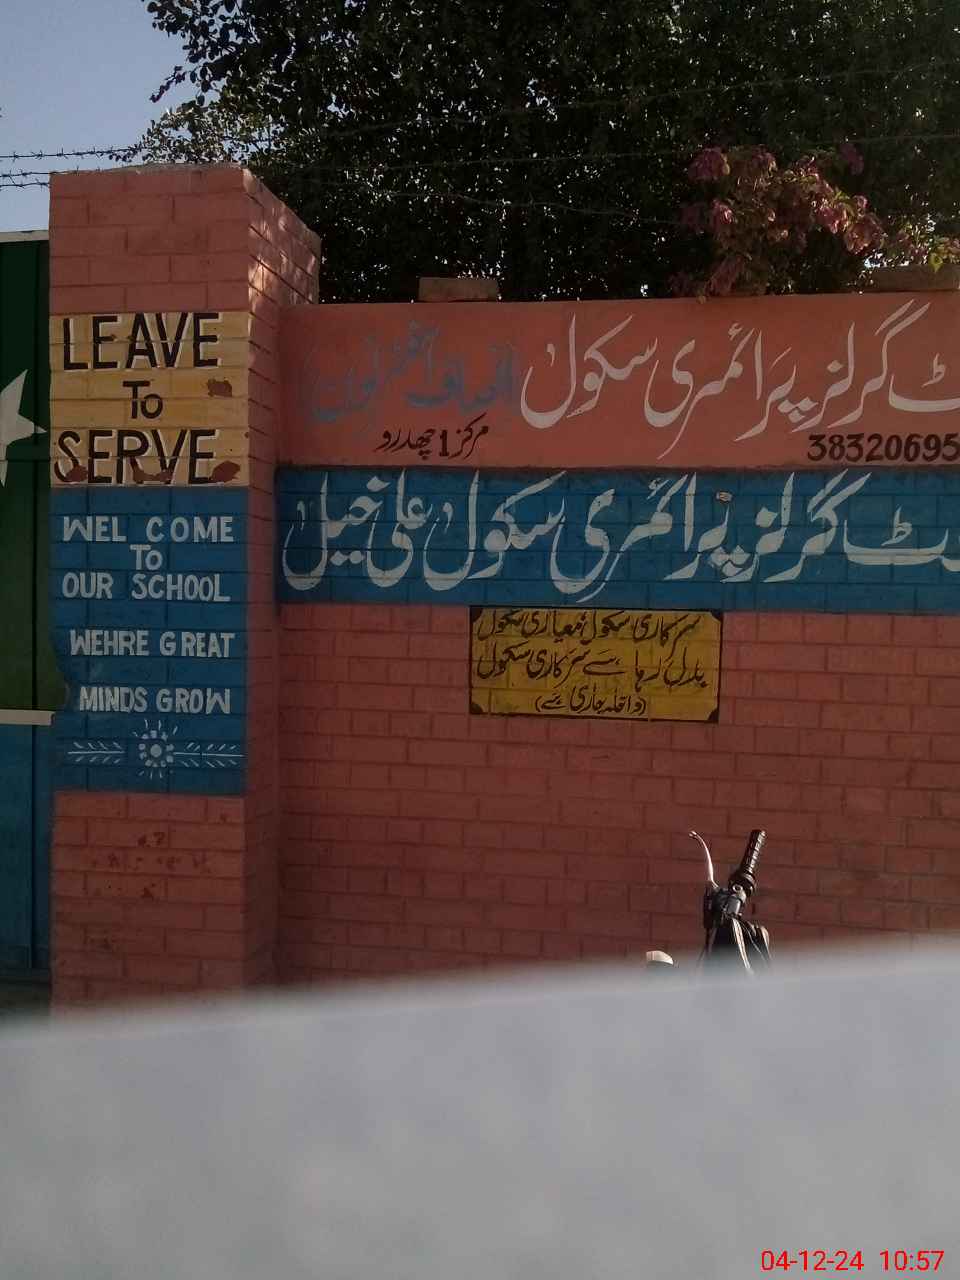 LEAVE
To
SERVE
WEL COME
To
OUR SCHOOL
WEHRE GREAT
MINDS GROW
گرلز پرائمری سکول
مرکز 1 چھدرو
38320695
گرلز پرائمری سکول علی خیل
سرکاری سکول معیاری سکول
بدل رہا ہے سرکاری سکول
(داخلہ جاری ہے)
04-12-24 10:57